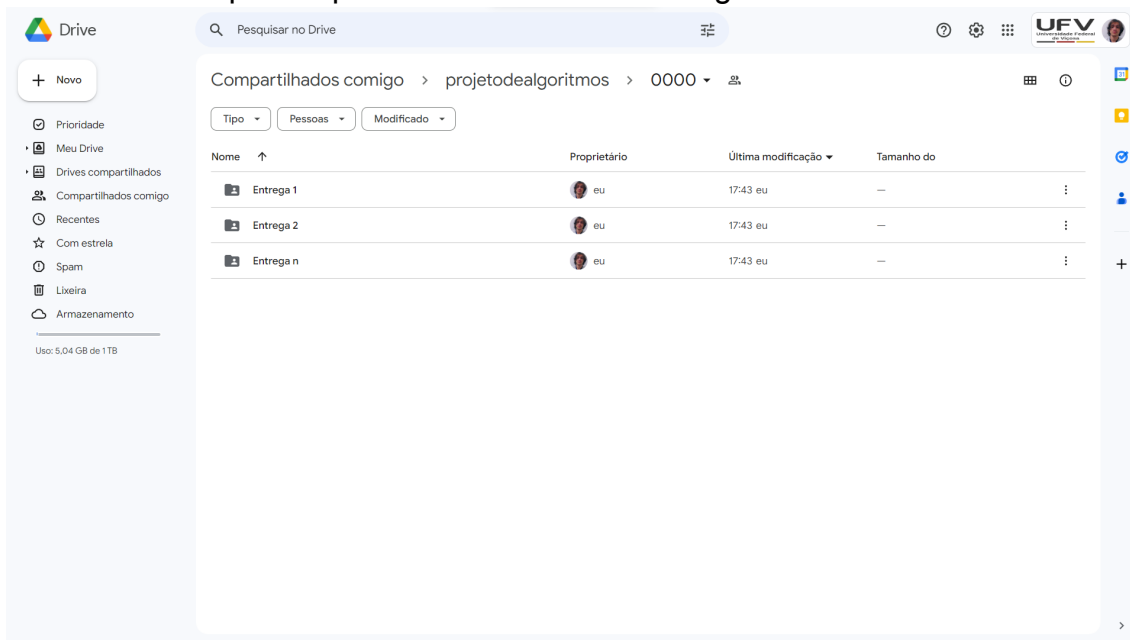 Drive
Pesquisar no Drive
UFV
Universidade Federal
de Viçosa
Novo
Compartilhados comigo > projetodealgoritmos > 0000
Tipo Pessoas Modificado
Prioridade
Meu Drive
Drives compartilhados
Compartilhados comigo
Recentes
Com estrela
Spam
Lixeira
Armazenamento
Uso: 5,04 GB de 1 TB
Nome Proprietário Última modificação Tamanho do
Entrega 1 eu 17:43 eu —
Entrega 2 eu 17:43 eu —
Entrega n eu 17:43 eu —
31